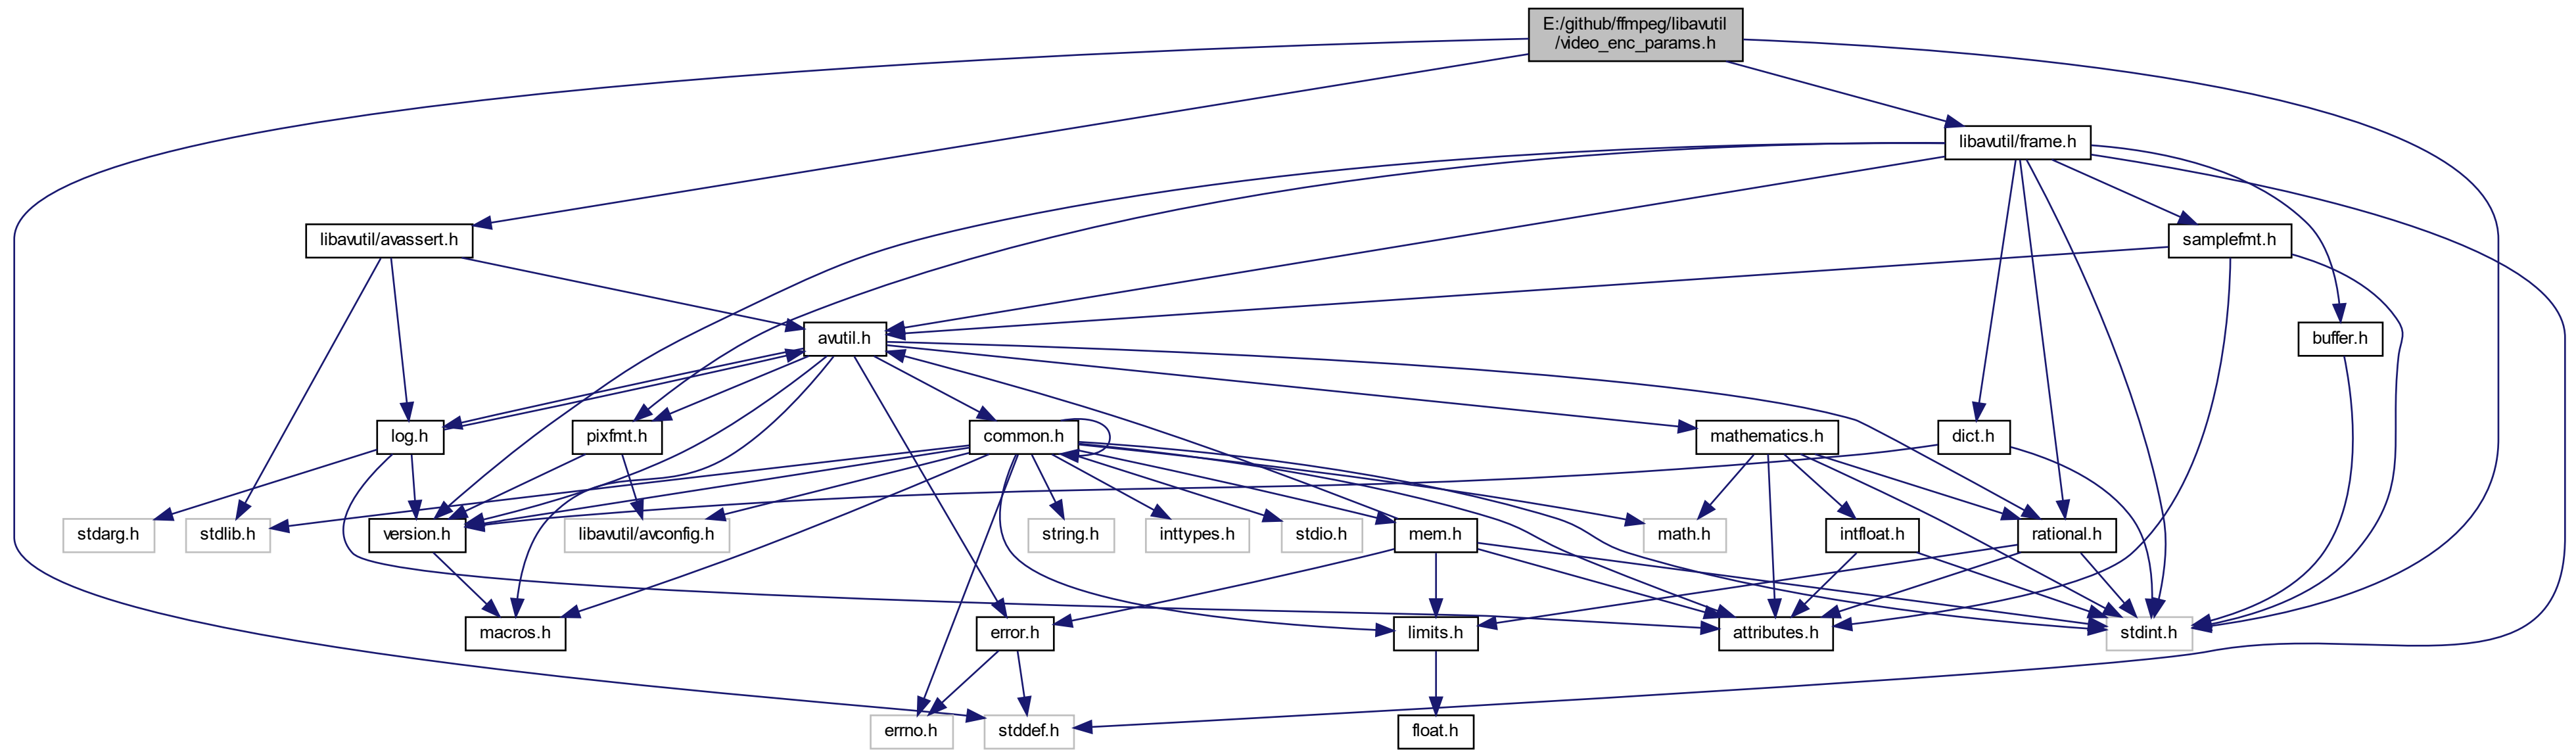 E:/github/ffmpeg/libavutil
/video_enc_params.h
libavutil/frame.h
libavutil/avassert.h
samplefmt.h
avutil.h
buffer.h
log.h
pixfmt.h
common.h
mathematics.h
dict.h
stdarg.h
stdlib.h
version.h
libavutil/avconfig.h
string.h
inttypes.h
stdio.h
mem.h
math.h
intfloat.h
rational.h
macros.h
error.h
limits.h
attributes.h
stdint.h
errno.h
stddef.h
float.h